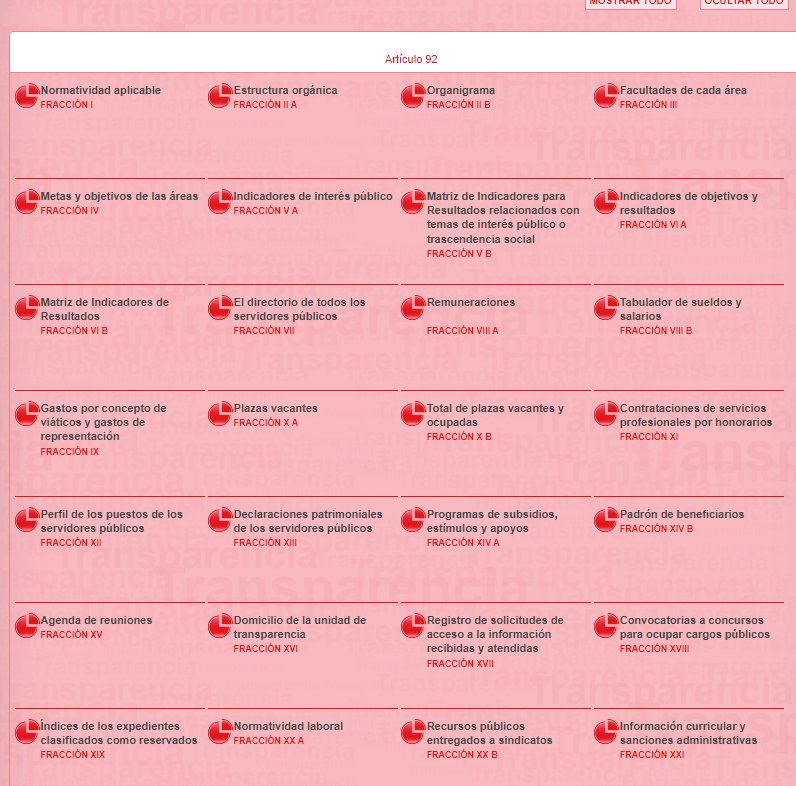 MOSTRAR TODO
OCULTAR TODO
Artículo 92
Normatividad aplicable
FRACCIÓN I
Estructura orgánica
FRACCIÓN II A
Organigrama
FRACCIÓN II B
Facultades de cada área
FRACCIÓN III
Metas y objetivos de las áreas
FRACCIÓN IV
Indicadores de interés público
FRACCIÓN V A
Matriz de Indicadores para
Resultados relacionados con
temas de interés público o
trascendencia social
FRACCIÓN V B
Indicadores de objetivos y
resultados
FRACCIÓN VI A
Matriz de Indicadores de
Resultados
FRACCIÓN VI B
El directorio de todos los
servidores públicos
FRACCIÓN VII
Remuneraciones
FRACCIÓN VIII A
Tabulador de sueldos y
salarios
FRACCIÓN VIII B
Gastos por concepto de
viáticos y gastos de
representación
FRACCIÓN IX
Plazas vacantes
FRACCIÓN X A
Total de plazas vacantes y
ocupadas
FRACCIÓN X B
Contrataciones de servicios
profesionales por honorarios
FRACCIÓN XI
Perfil de los puestos de los
servidores públicos
FRACCIÓN XII
Declaraciones patrimoniales
de los servidores públicos
FRACCIÓN XIII
Programas de subsidios,
estímulos y apoyos
FRACCIÓN XIV A
Padrón de beneficiarios
FRACCIÓN XIV B
Agenda de reuniones
FRACCIÓN XV
Domicilio de la unidad de
transparencia
FRACCIÓN XVI
Registro de solicitudes de
acceso a la información
recibidas y atendidas
FRACCIÓN XVII
Convocatorias a concursos
para ocupar cargos públicos
FRACCIÓN XVIII
Índices de los expedientes
clasificados como reservados
FRACCIÓN XIX
Normatividad laboral
FRACCIÓN XX A
Recursos públicos
entregados a sindicatos
FRACCIÓN XX B
Información curricular y
sanciones administrativas
FRACCIÓN XXI